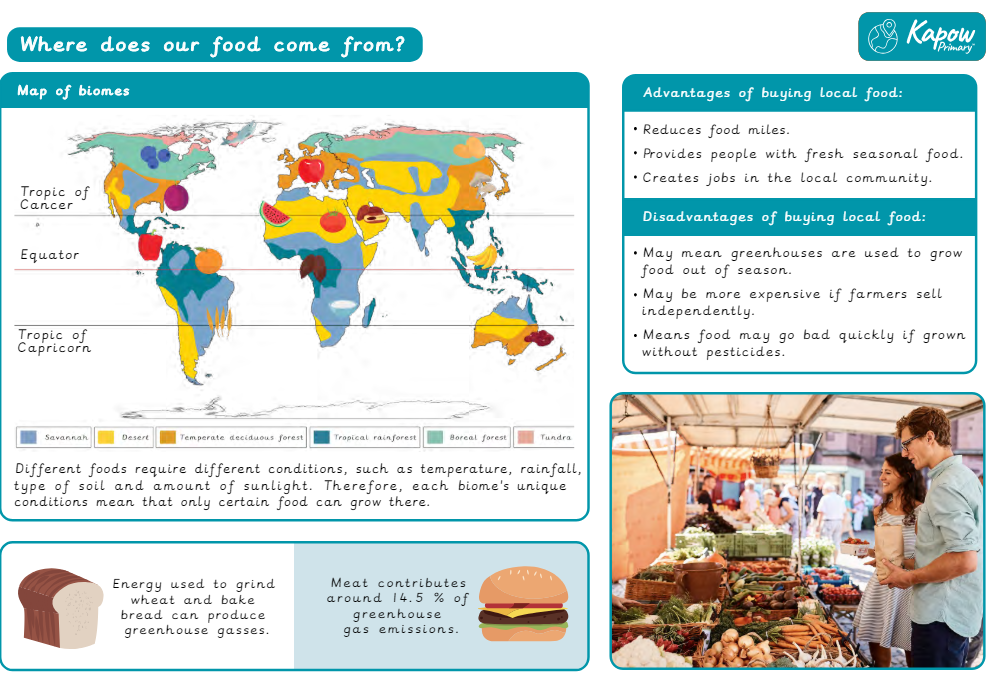 Where does our food come from?
Kapow
Primary
Map of biomes
Tropic of
Cancer
Equator
Tropic of
Capricorn
Savannah
Desert
Temperate deciduous forest
Tropical rainforest
Boreal forest
Tundra
Different foods require different conditions, such as temperature, rainfall,
type of soil and amount of sunlight. Therefore, each biome's unique
conditions mean that only certain food can grow there.
Energy used to grind
wheat and bake
bread can produce
greenhouse gasses.
Meat contributes
around 14.5 % of
greenhouse
gas emissions.
Advantages of buying local food:
• Reduces food miles.
• Provides people with fresh seasonal food.
• Creates jobs in the local community.
Disadvantages of buying local food:
• May mean greenhouses are used to grow
food out of season.
• May be more expensive if farmers sell
independently.
• Means food may go bad quickly if grown
without pesticides.